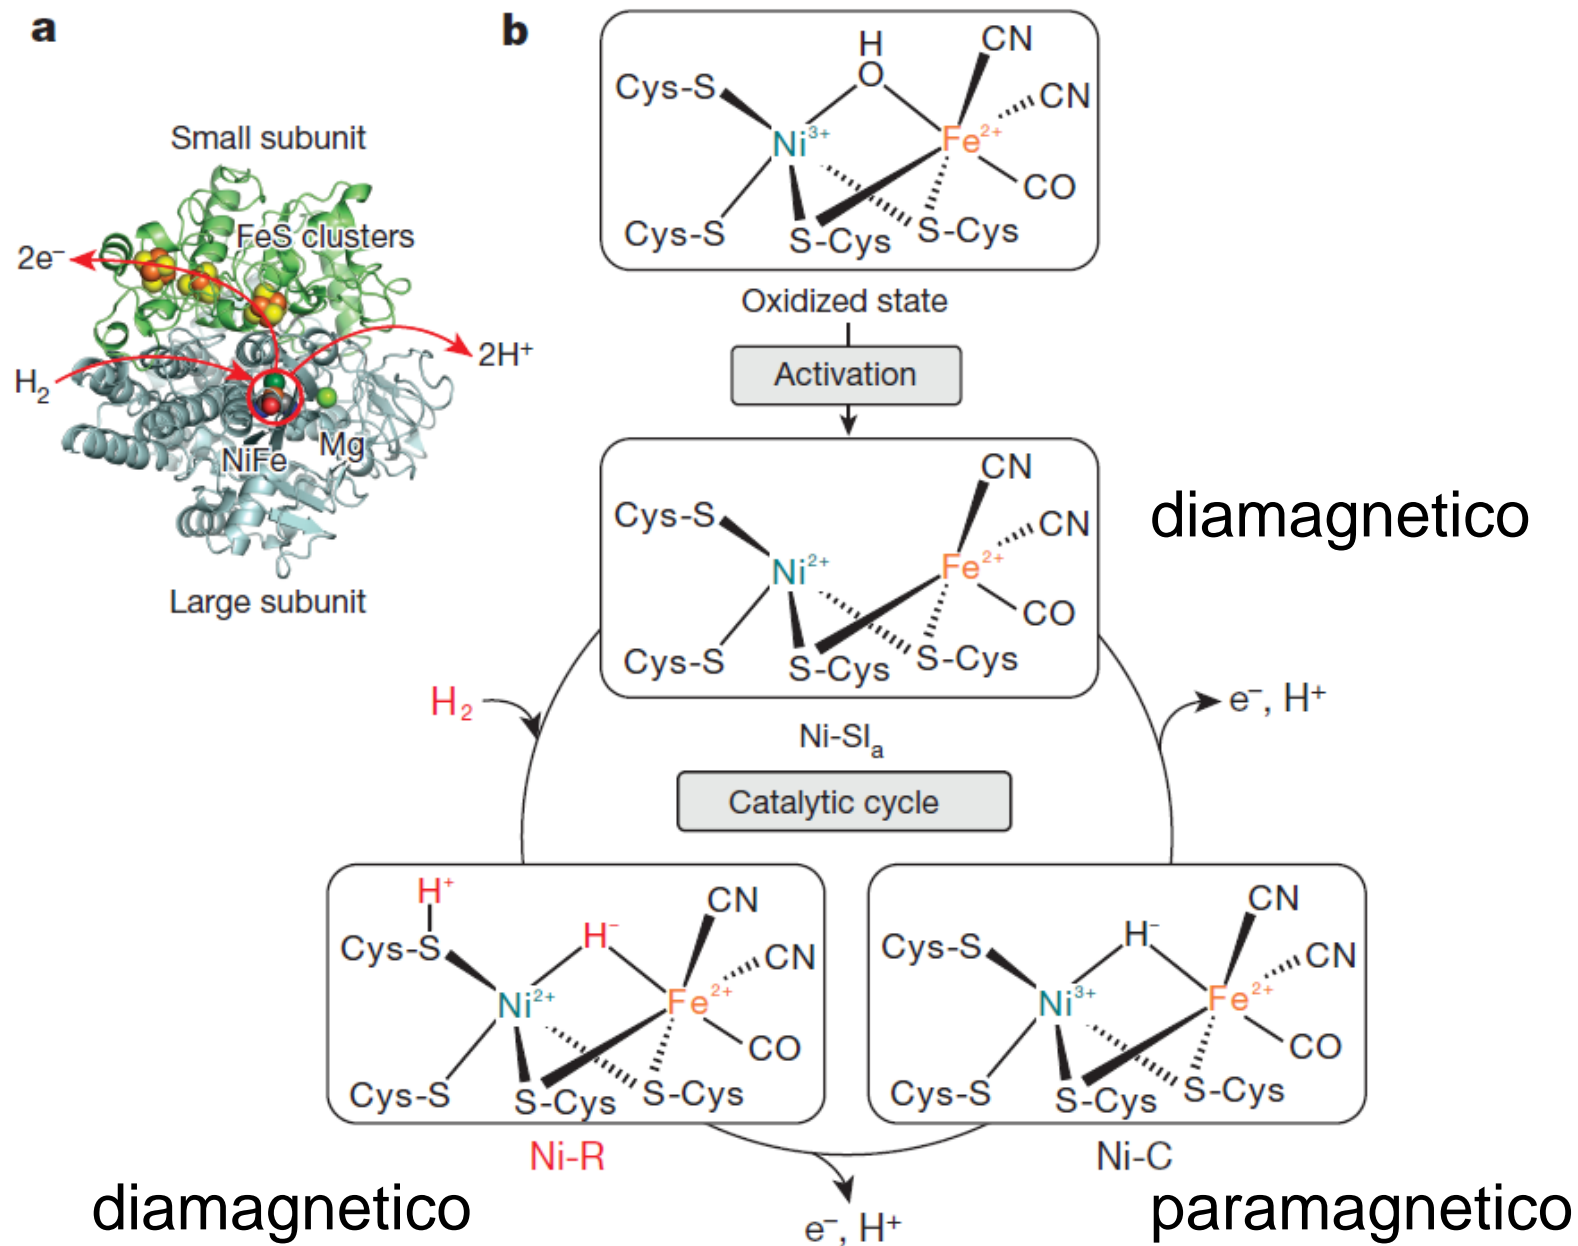 a
Small subunit
FeS clusters
2e⁻
2H⁺
H₂
NiFe
Mg
Large subunit
b
H
O
CN
Cys-S
CN
Ni³⁺
Fe²⁺
CO
Cys-S
S-Cys
S-Cys
Oxidized state
Activation
CN
Cys-S
CN
Ni²⁺
Fe²⁺
CO
Cys-S
S-Cys
S-Cys
diamagnetico
Ni-SIₐ
H₂
e⁻, H⁺
Catalytic cycle
H⁺
CN
Cys-S
H⁻
CN
Ni²⁺
Fe²⁺
CO
Cys-S
S-Cys
S-Cys
Ni-R
diamagnetico
CN
Cys-S
H⁻
CN
Ni³⁺
Fe²⁺
CO
Cys-S
S-Cys
S-Cys
Ni-C
paramagnetico
e⁻, H⁺